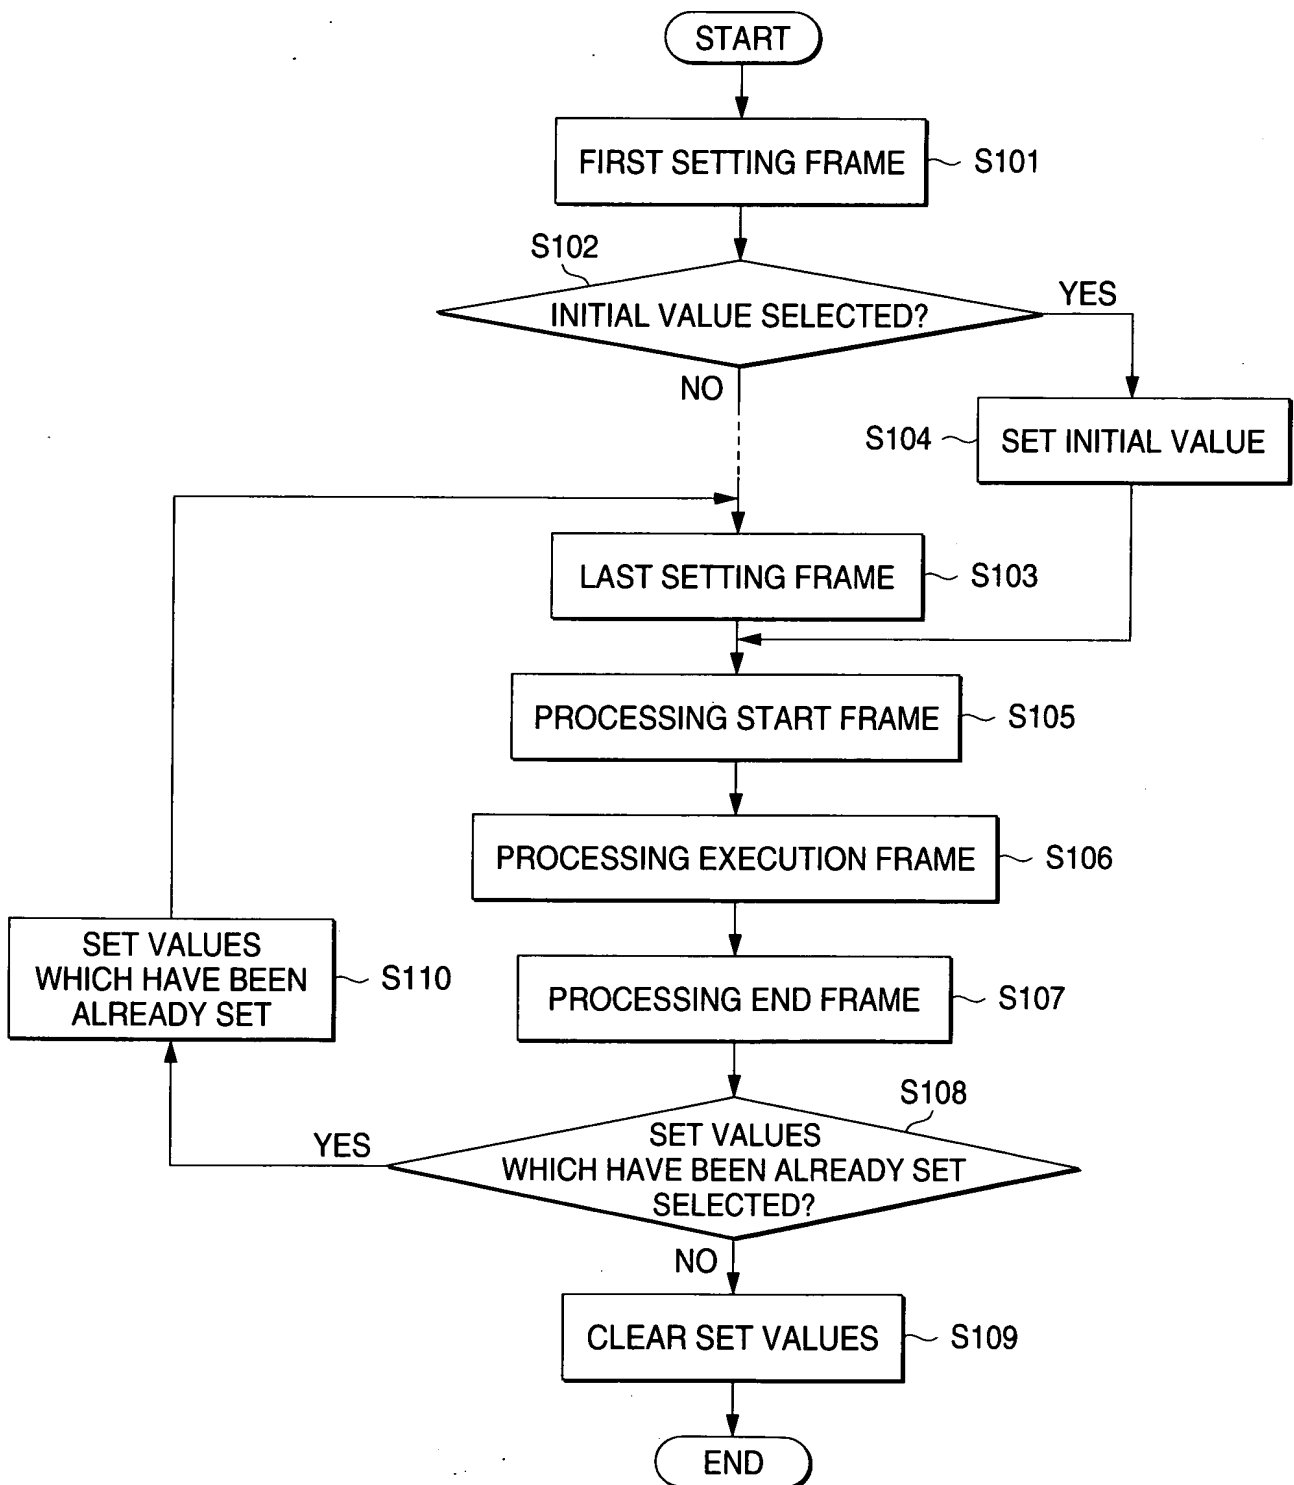 START
FIRST SETTING FRAME
S101
S102
INITIAL VALUE SELECTED?
YES
NO
S104
SET INITIAL VALUE
LAST SETTING FRAME
S103
PROCESSING START FRAME
S105
PROCESSING EXECUTION FRAME
S106
SET VALUES
WHICH HAVE BEEN
ALREADY SET
S110
PROCESSING END FRAME
S107
S108
YES
SET VALUES
WHICH HAVE BEEN ALREADY SET
SELECTED?
NO
CLEAR SET VALUES
S109
END